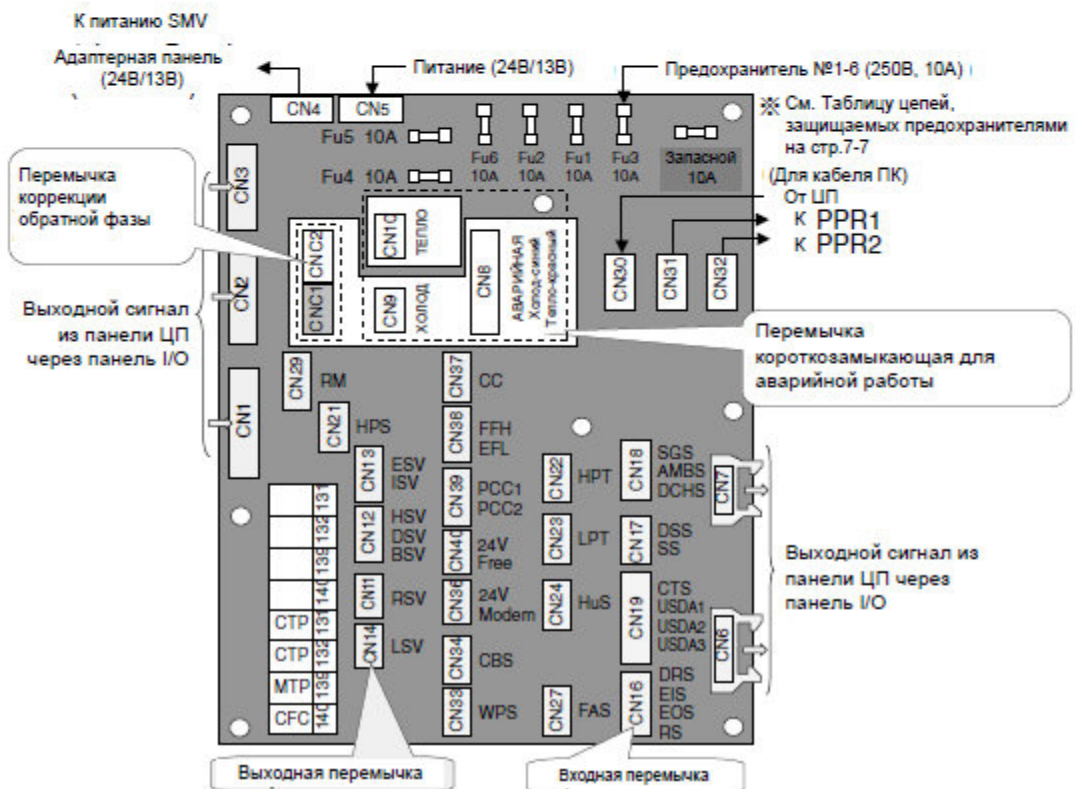 К питанию SMV
Адаптерная панель
(24В/13В)
Питание (24В/13В)
Предохранитель №1-6 (250В, 10А)
※ См. Таблицу цепей,
защищаемых предохранителями
на стр.7-7
CN4
CN5
Fu5 10A
Fu4 10A
Fu6
10A
Fu2
10A
Fu1
10A
Fu3
10A
Запасной
10A
(Для кабеля ПК)
От ЦП
к PPR1
к PPR2
Перемычка
коррекции
обратной фазы
CN3
CN2
CN1
CNC2
CNC1
CN10
ТЕПЛО
CN9
ХОЛОД
CN8
АВАРИЙНАЯ
Холод-синий
Тепло-красный
CN30
CN31
CN32
Выходной сигнал
из панели ЦП
через панель I/O
Перемычка
короткозамыкающая для
аварийной работы
CN29
RM
CN21
HPS
CN13
ESV
ISV
CN12
HSV
DSV
BSV
CN11
RSV
CN14
LSV
CN37
CC
CN38
FFH
EFL
CN39
PCC1
PCC2
CN40
24V
Free
CN36
24V
Modem
CN34
CBS
CN33
WPS
CN22
HPT
CN23
LPT
CN24
HuS
CN27
FAS
CN18
SGS
AMBS
DCHS
CN17
DSS
SS
CN19
CTS
USDA1
USDA2
USDA3
CN16
DRS
EIS
EOS
RS
CN7
CN6
131
132
139
140
CTP 131
CTP 132
MTP 139
CFC 140
Выходной сигнал из
панели ЦП через
панель I/O
Выходная перемычка
Входная перемычка